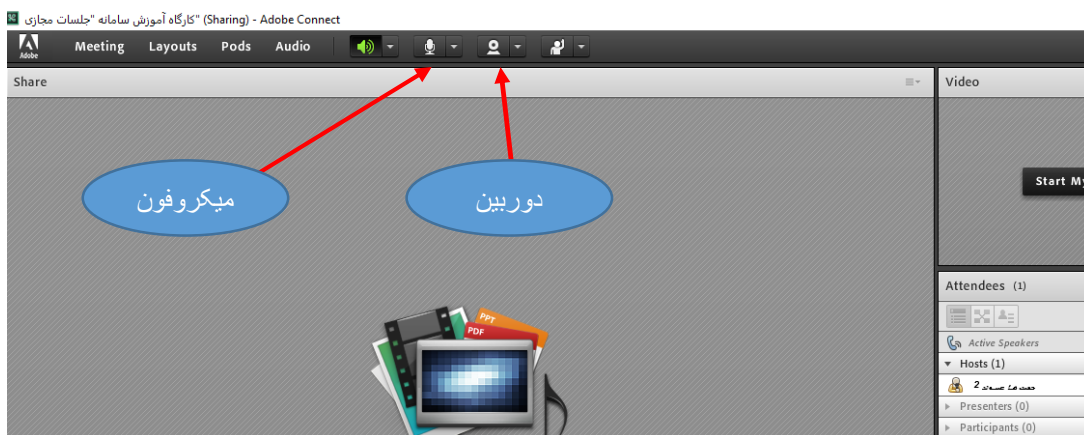 کارگاه آموزش سامانه "جلسات مجازی" (Sharing) - Adobe Connect
Adobe
Meeting Layouts Pods Audio
Share
Video
میکروفون
دوربین
Start My
PPT
PDF
Attendees (1)
Active Speakers
Hosts (1)
2
Presenters (0)
Participants (0)